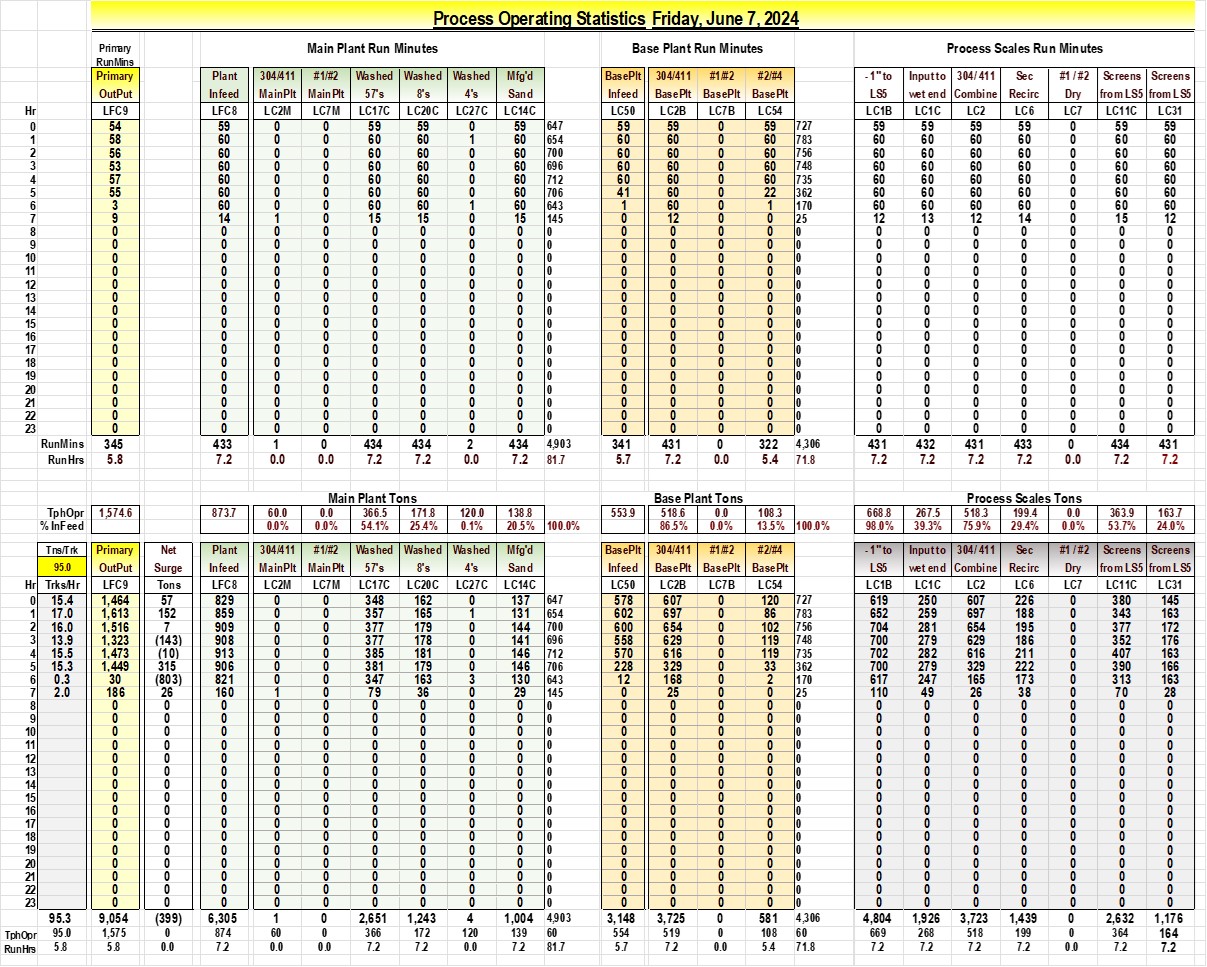 Process Operating Statistics Friday, June 7, 2024
Primary Main Plant Run Minutes Base Plant Run Minutes Process Scales Run Minutes
RunMins
Primary Plant 304/411 #1/#2 Washed Washed Washed Mfg'd BasePlt 304/411 #1/#2 #2/#4 - 1" to Input to 304/ 411 Sec #1 / #2 Screens Screens
OutPut Infeed MainPlt Main Plt 57's 8's 4's Sand Infeed BasePlt BasePlt BasePlt LS5 wet end Combine Recirc Dry from LS5 from LS5
Hr LFC9 LFC8 LC2M LC7M LC17C LC20C LC27C LC14C LC50 LC2B LC7B LC54 LC1B LC1C LC2 LC6 LC7 LC11C LC31
0 54 59 0 0 59 59 0 59 647 59 59 0 59 727 59 59 59 59 0 59 59
1 58 60 0 0 60 60 1 60 654 60 60 0 60 783 60 60 60 60 0 60 60
2 56 60 0 0 60 60 0 60 700 60 60 0 60 756 60 60 60 60 0 60 60
3 53 60 0 0 60 60 0 60 696 60 60 0 60 748 60 60 60 60 0 60 60
4 57 60 0 0 60 60 0 60 712 60 60 0 60 735 60 60 60 60 0 60 60
5 55 60 0 0 60 60 0 60 706 41 60 0 22 362 60 60 60 60 0 60 60
6 3 60 0 0 60 60 1 60 643 1 60 0 1 170 60 60 60 60 0 60 60
7 9 14 1 0 15 15 0 15 145 0 12 0 0 25 12 13 12 14 0 15 12
8 0 0 0 0 0 0 0 0 0 0 0 0 0 0 0 0 0 0 0 0 0
9 0 0 0 0 0 0 0 0 0 0 0 0 0 0 0 0 0 0 0 0 0
10 0 0 0 0 0 0 0 0 0 0 0 0 0 0 0 0 0 0 0 0 0
11 0 0 0 0 0 0 0 0 0 0 0 0 0 0 0 0 0 0 0 0 0
12 0 0 0 0 0 0 0 0 0 0 0 0 0 0 0 0 0 0 0 0 0
13 0 0 0 0 0 0 0 0 0 0 0 0 0 0 0 0 0 0 0 0 0
14 0 0 0 0 0 0 0 0 0 0 0 0 0 0 0 0 0 0 0 0 0
15 0 0 0 0 0 0 0 0 0 0 0 0 0 0 0 0 0 0 0 0 0
16 0 0 0 0 0 0 0 0 0 0 0 0 0 0 0 0 0 0 0 0 0
17 0 0 0 0 0 0 0 0 0 0 0 0 0 0 0 0 0 0 0 0 0
18 0 0 0 0 0 0 0 0 0 0 0 0 0 0 0 0 0 0 0 0 0
19 0 0 0 0 0 0 0 0 0 0 0 0 0 0 0 0 0 0 0 0 0
20 0 0 0 0 0 0 0 0 0 0 0 0 0 0 0 0 0 0 0 0 0
21 0 0 0 0 0 0 0 0 0 0 0 0 0 0 0 0 0 0 0 0 0
22 0 0 0 0 0 0 0 0 0 0 0 0 0 0 0 0 0 0 0 0 0
23 0 0 0 0 0 0 0 0 0 0 0 0 0 0 0 0 0 0 0 0 0
RunMins 345 433 1 0 434 434 2 434 4,903 341 431 0 322 4,306 431 432 431 433 0 434 431
Run Hrs 5.8 7.2 0.0 0.0 7.2 7.2 0.0 7.2 81.7 5.7 7.2 0.0 5.4 71.8 7.2 7.2 7.2 7.2 0.0 7.2 7.2
Main Plant Tons Base Plant Tons Process Scales Tons
TphOpr 1,574.6 873.7 60.0 0.0 366.5 171.8 120.0 138.8 553.9 518.6 0.0 108.3 668.8 267.5 518.3 199.4 0.0 363.9 163.7
% InFeed 0.0% 0.0% 54.1% 25.4% 0.1% 20.5% 100.0% 86.5% 0.0% 13.5% 100.0% 98.0% 39.3% 75.9% 29.4% 0.0% 53.7% 24.0%
Tns/Trk Primary Net Plant 304/411 #1/#2 Washed Washed Washed Mfg'd BasePlt 304/411 #1/#2 #2/#4 - 1" to Input to 304/ 411 Sec #1 / #2 Screens Screens
95.0 OutPut Surge Infeed MainPlt Main Plt 57's 8's 4's Sand Infeed BasePlt BasePlt BasePlt LS5 wet end Combine Recirc Dry from LS5 from LS5
Hr Trks/Hr LFC9 Tons LFC8 LC2M LC7M LC17C LC20C LC27C LC14C LC50 LC2B LC7B LC54 LC1B LC1C LC2 LC6 LC7 LC11C LC31
0 15.4 1,464 57 829 0 0 348 162 0 137 647 578 607 0 120 727 619 250 607 226 0 380 145
1 17.0 1,613 152 859 0 0 357 165 1 131 654 602 697 0 86 783 652 259 697 188 0 343 163
2 16.0 1,516 7 909 0 0 377 179 0 144 700 600 654 0 102 756 704 281 654 195 0 377 172
3 13.9 1,323 (143) 908 0 0 377 178 0 141 696 558 629 0 119 748 700 279 629 186 0 352 176
4 15.5 1,473 (10) 913 0 0 385 181 0 146 712 570 616 0 119 735 702 282 616 211 0 407 163
5 15.3 1,449 315 906 0 0 381 179 0 146 706 228 329 0 33 362 700 279 329 222 0 390 166
6 0.3 30 (803) 821 0 0 347 163 3 130 643 12 168 0 2 170 617 247 165 173 0 313 163
7 2.0 186 26 160 1 0 79 36 0 29 145 0 25 0 0 25 110 49 26 38 0 70 28
8 0 0 0 0 0 0 0 0 0 0 0 0 0 0 0 0 0 0 0 0 0 0
9 0 0 0 0 0 0 0 0 0 0 0 0 0 0 0 0 0 0 0 0 0 0
10 0 0 0 0 0 0 0 0 0 0 0 0 0 0 0 0 0 0 0 0 0 0
11 0 0 0 0 0 0 0 0 0 0 0 0 0 0 0 0 0 0 0 0 0 0
12 0 0 0 0 0 0 0 0 0 0 0 0 0 0 0 0 0 0 0 0 0 0
13 0 0 0 0 0 0 0 0 0 0 0 0 0 0 0 0 0 0 0 0 0 0
14 0 0 0 0 0 0 0 0 0 0 0 0 0 0 0 0 0 0 0 0 0 0
15 0 0 0 0 0 0 0 0 0 0 0 0 0 0 0 0 0 0 0 0 0 0
16 0 0 0 0 0 0 0 0 0 0 0 0 0 0 0 0 0 0 0 0 0 0
17 0 0 0 0 0 0 0 0 0 0 0 0 0 0 0 0 0 0 0 0 0 0
18 0 0 0 0 0 0 0 0 0 0 0 0 0 0 0 0 0 0 0 0 0 0
19 0 0 0 0 0 0 0 0 0 0 0 0 0 0 0 0 0 0 0 0 0 0
20 0 0 0 0 0 0 0 0 0 0 0 0 0 0 0 0 0 0 0 0 0 0
21 0 0 0 0 0 0 0 0 0 0 0 0 0 0 0 0 0 0 0 0 0 0
22 0 0 0 0 0 0 0 0 0 0 0 0 0 0 0 0 0 0 0 0 0 0
23 0 0 0 0 0 0 0 0 0 0 0 0 0 0 0 0 0 0 0 0 0 0
95.3 9,054 (399) 6,305 1 0 2,651 1,243 4 1,004 4,903 3,148 3,725 0 581 4,306 4,804 1,926 3,723 1,439 0 2,632 1,176
TphOpr 95.0 1,575 0 874 60 0 366 172 120 139 60 554 519 0 108 60 669 268 518 199 0 364 164
RunHrs 5.8 5.8 0.0 7.2 0.0 0.0 7.2 7.2 0.0 7.2 81.7 5.7 7.2 0.0 5.4 71.8 7.2 7.2 7.2 7.2 0.0 7.2 7.2